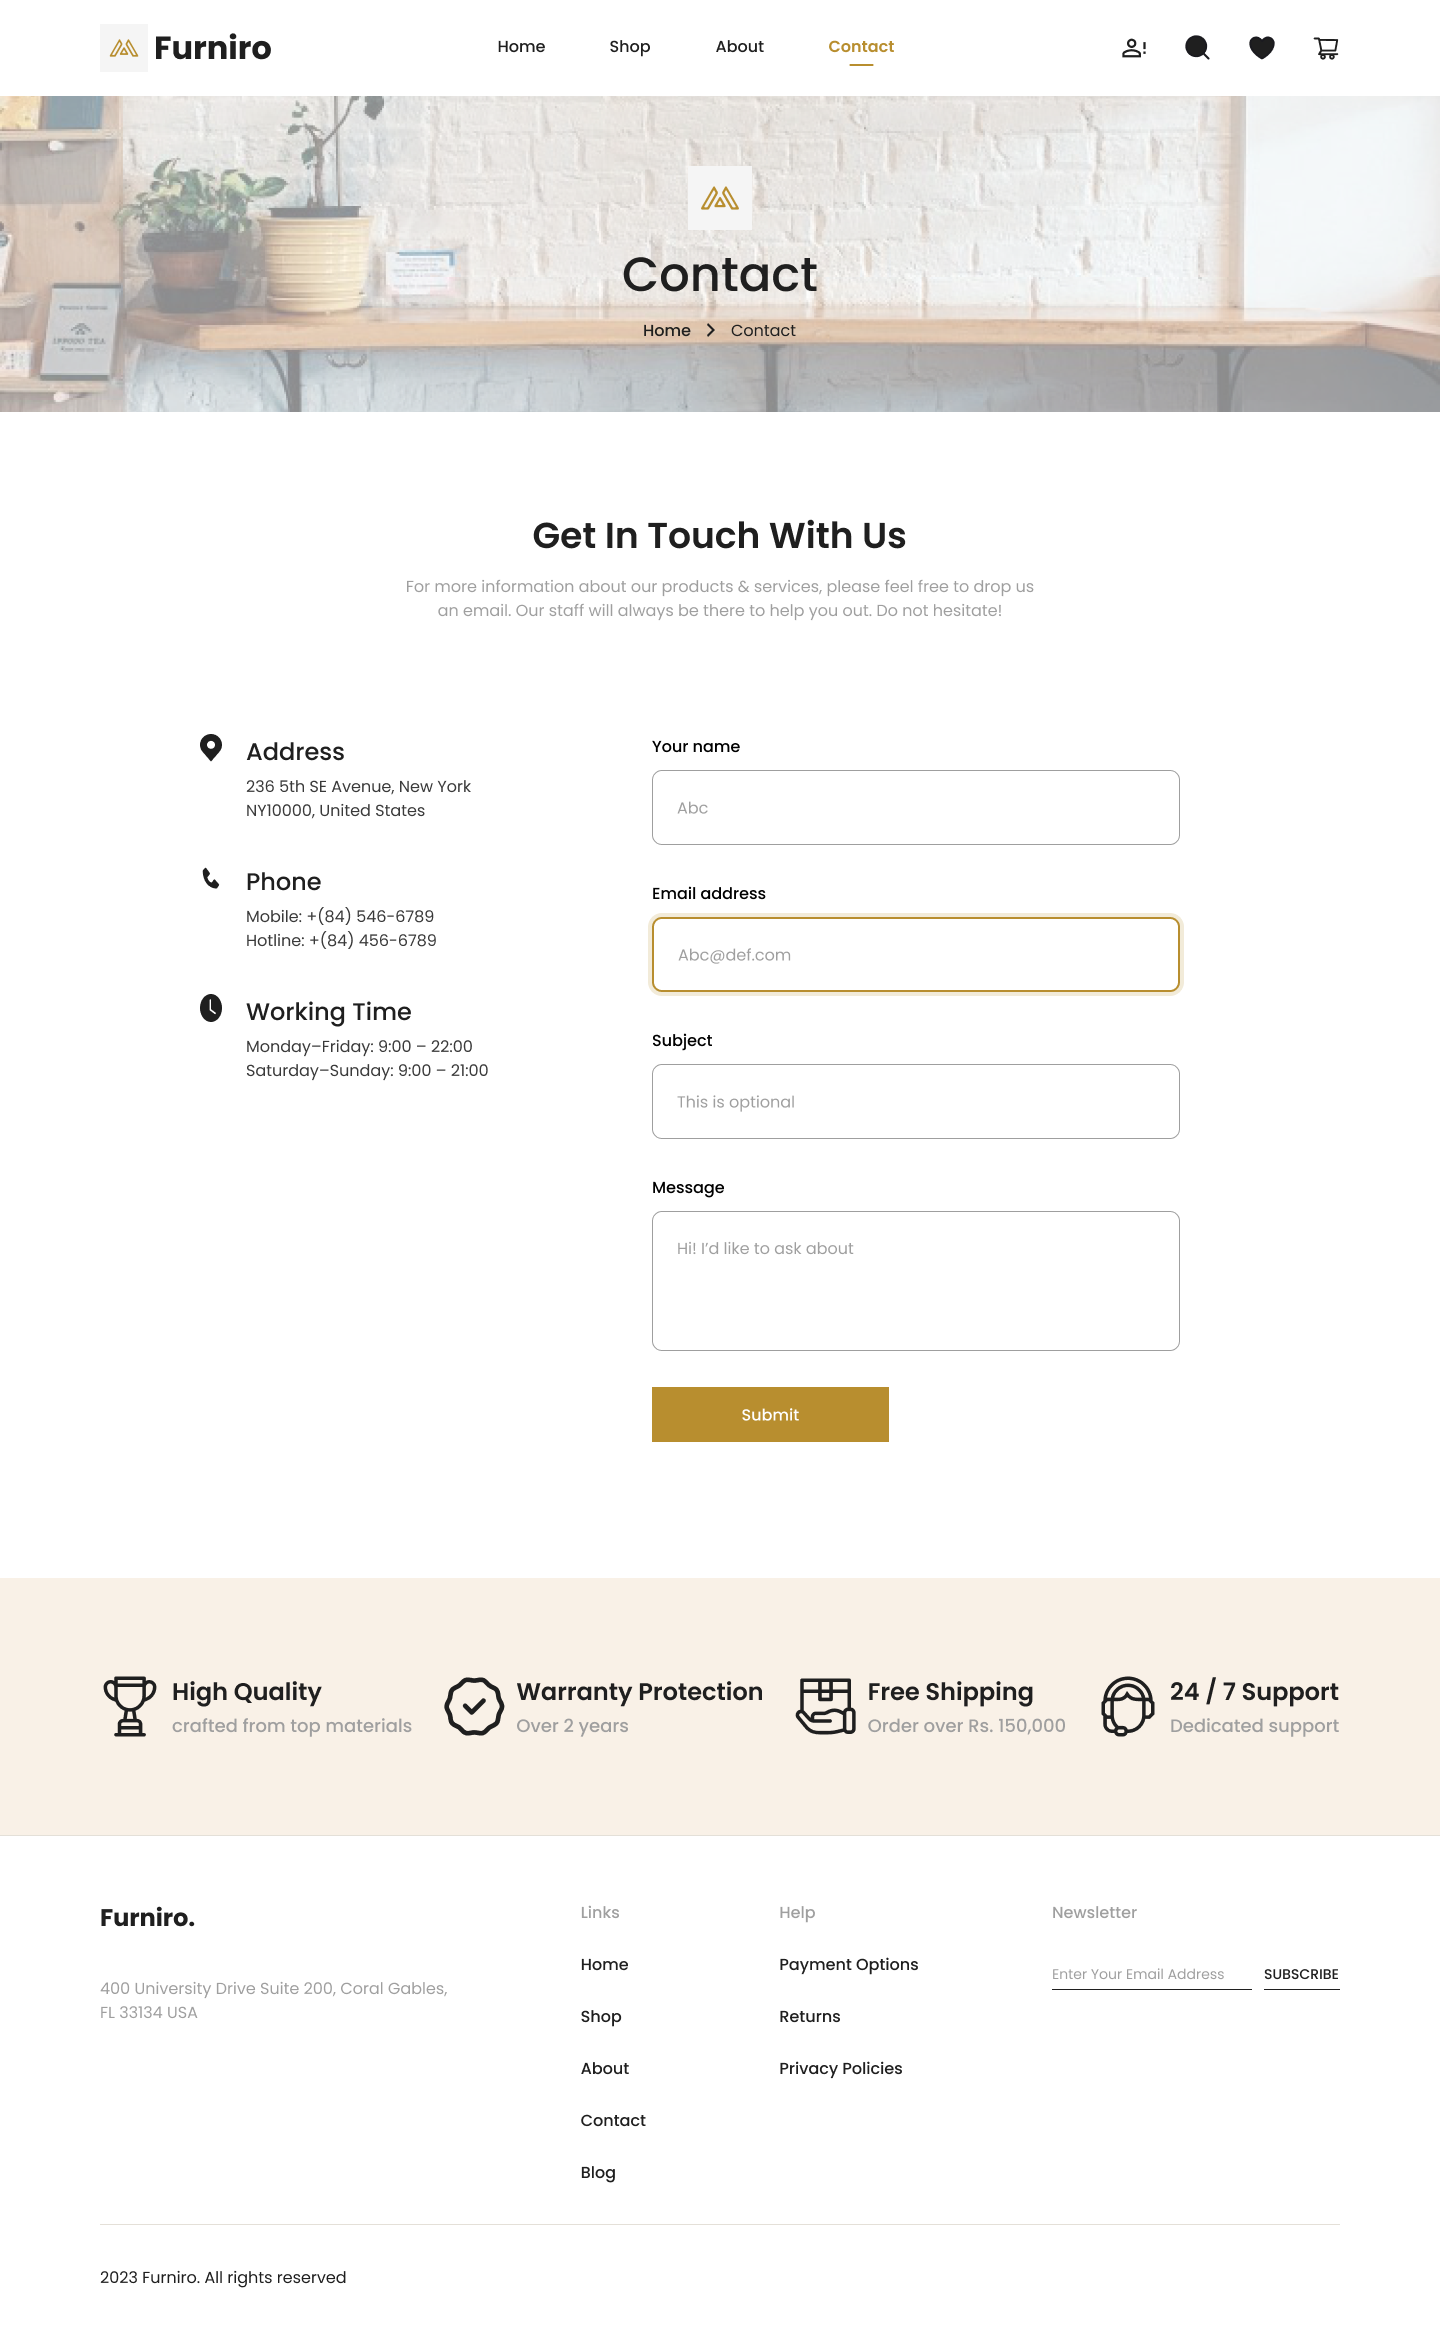 Furniro
Home
Shop
About
Contact
Contact
Home
Contact
IPPODO TEA
Get In Touch With Us
For more information about our products & services, please feel free to drop us
an email. Our staff will always be there to help you out. Do not hesitate!
Address
236 5th SE Avenue, New York
NY10000, United States
Phone
Mobile: +(84) 546-6789
Hotline: +(84) 456-6789
Working Time
Monday–Friday: 9:00 – 22:00
Saturday–Sunday: 9:00 – 21:00
Your name
Abc
Email address
Abc@def.com
Subject
This is optional
Message
Hi! I’d like to ask about
Submit
High Quality
crafted from top materials
Warranty Protection
Over 2 years
Free Shipping
Order over Rs. 150,000
24 / 7 Support
Dedicated support
Furniro.
400 University Drive Suite 200, Coral Gables,
FL 33134 USA
Links
Home
Shop
About
Contact
Blog
Help
Payment Options
Returns
Privacy Policies
Newsletter
Enter Your Email Address
SUBSCRIBE
2023 Furniro. All rights reserved